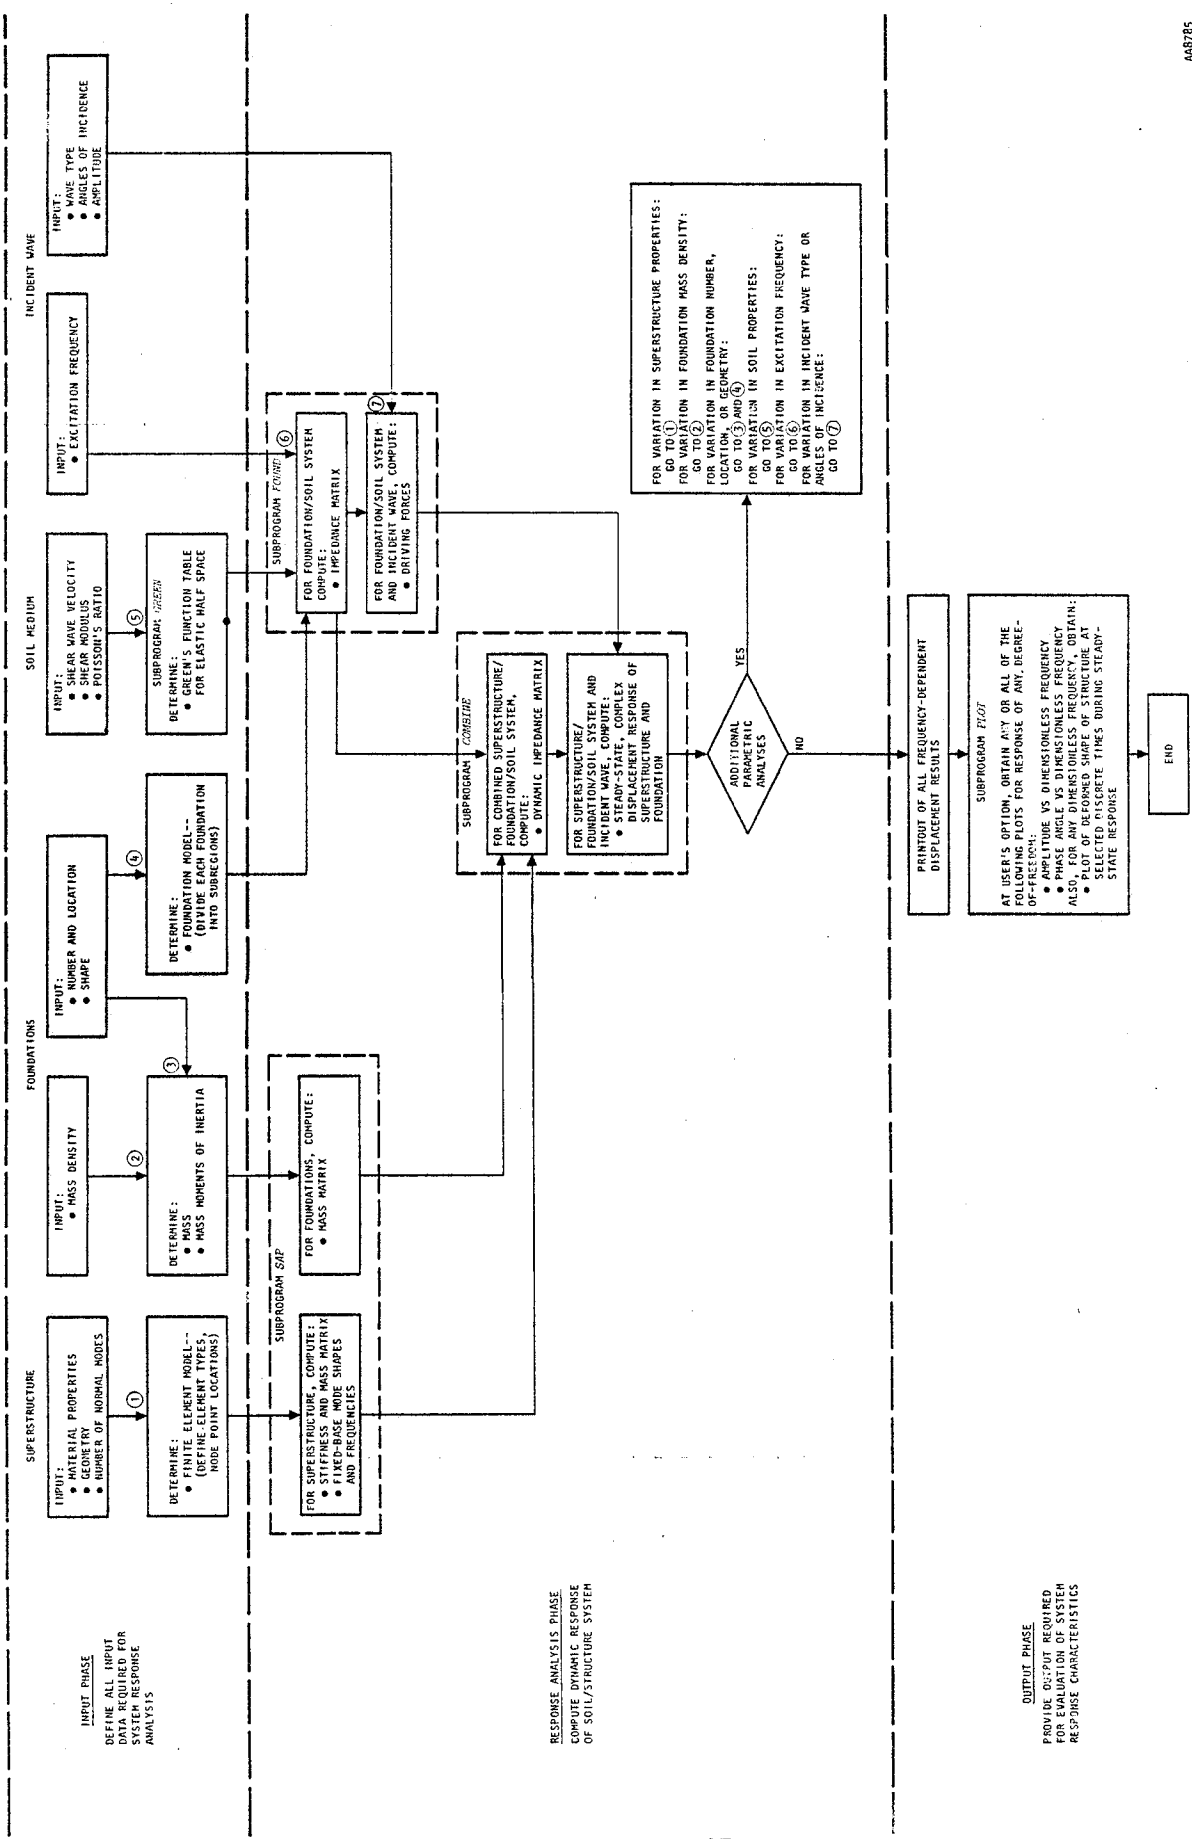 SUPERSTRUCTURE
FOUNDATIONS
SOIL MEDIUM
INCIDENT WAVE
INPUT PHASE
DEFINE ALL INPUT
DATA REQUIRED FOR
SYSTEM RESPONSE
ANALYSIS
INPUT:
• MATERIAL PROPERTIES
• GEOMETRY
• NUMBER OF NORMAL MODES
1
DETERMINE:
• FINITE ELEMENT MODEL--
(DEFINE ELEMENT TYPES,
NODE POINT LOCATIONS)
INPUT:
• MASS DENSITY
2
DETERMINE:
• MASS
• MASS MOMENTS OF INERTIA
3
INPUT:
• NUMBER AND LOCATION
• SHAPE
4
DETERMINE:
• FOUNDATION MODEL--
(DIVIDE EACH FOUNDATION
INTO SUBREGIONS)
INPUT:
• SHEAR WAVE VELOCITY
• SHEAR MODULUS
• POISSON'S RATIO
5
SUBPROGRAM GREEN
DETERMINE:
• GREEN'S FUNCTION TABLE
FOR ELASTIC HALF SPACE
INPUT:
• EXCITATION FREQUENCY
INPUT:
• WAVE TYPE
• ANGLES OF INCIDENCE
• AMPLITUDE
RESPONSE ANALYSIS PHASE
COMPUTE DYNAMIC RESPONSE
OF SOIL/STRUCTURE SYSTEM
SUBPROGRAM SAP
FOR SUPERSTRUCTURE, COMPUTE:
• STIFFNESS AND MASS MATRIX
• FIXED-BASE MODE SHAPES
AND FREQUENCIES
FOR FOUNDATIONS, COMPUTE:
• MASS MATRIX
SUBPROGRAM FOUND
6
FOR FOUNDATION/SOIL SYSTEM
COMPUTE:
• IMPEDANCE MATRIX
7
FOR FOUNDATION/SOIL SYSTEM
AND INCIDENT WAVE, COMPUTE:
• DRIVING FORCES
SUBPROGRAM COMBINE
FOR COMBINED SUPERSTRUCTURE/
FOUNDATION/SOIL SYSTEM,
COMPUTE:
• DYNAMIC IMPEDANCE MATRIX
FOR SUPERSTRUCTURE/
FOUNDATION/SOIL SYSTEM AND
INCIDENT WAVE, COMPUTE:
• STEADY-STATE, COMPLEX
DISPLACEMENT RESPONSE OF
SUPERSTRUCTURE AND
FOUNDATION
ADDITIONAL
PARAMETRIC
ANALYSES
YES
NO
FOR VARIATION IN SUPERSTRUCTURE PROPERTIES:
GO TO 1
FOR VARIATION IN FOUNDATION MASS DENSITY:
GO TO 2
FOR VARIATION IN FOUNDATION NUMBER,
LOCATION, OR GEOMETRY:
GO TO 3 AND 4
FOR VARIATION IN SOIL PROPERTIES:
GO TO 5
FOR VARIATION IN EXCITATION FREQUENCY:
GO TO 6
FOR VARIATION IN INCIDENT WAVE TYPE OR
ANGLES OF INCIDENCE:
GO TO 7
OUTPUT PHASE
PROVIDE OUTPUT REQUIRED
FOR EVALUATION OF SYSTEM
RESPONSE CHARACTERISTICS
PRINTOUT OF ALL FREQUENCY-DEPENDENT
DISPLACEMENT RESULTS
SUBPROGRAM PLOT
AT USER'S OPTION, OBTAIN ANY OR ALL OF THE
FOLLOWING PLOTS FOR RESPONSE OF ANY DEGREE-
OF-FREEDOM:
• AMPLITUDE VS DIMENSIONLESS FREQUENCY
• PHASE ANGLE VS DIMENSIONLESS FREQUENCY
ALSO, FOR ANY DIMENSIONLESS FREQUENCY, OBTAIN:
• PLOT OF DEFORMED SHAPE OF STRUCTURE AT
SELECTED DISCRETE TIMES DURING STEADY-
STATE RESPONSE
END
AA8785